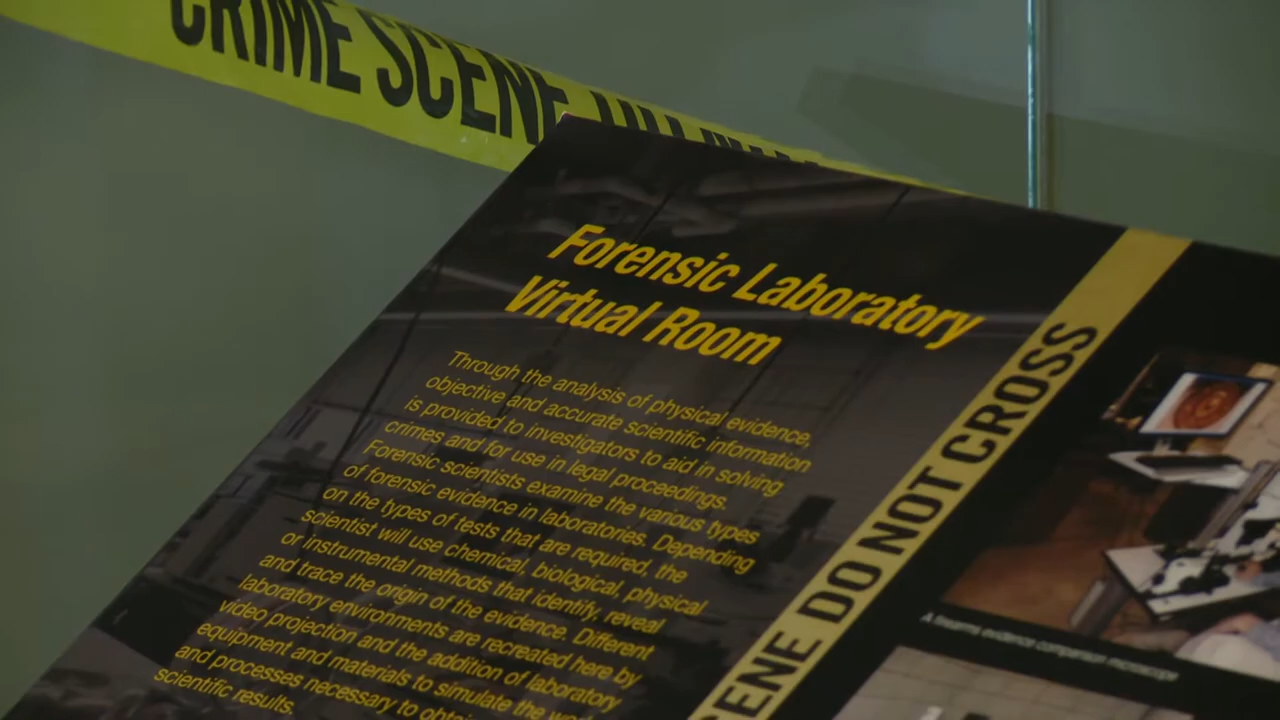 CRIME SCENE
Forensic Laboratory
Virtual Room
Through the analysis of physical evidence,
objective and accurate scientific information
is provided to investigators to aid in solving
crimes and for use in legal proceedings.
Forensic scientists examine the various types
of forensic evidence in laboratories. Depending
on the types of tests that are required, the
scientist will use chemical, biological, physical
or instrumental methods that identify, reveal
and trace the origin of the evidence. Different
laboratory environments are recreated here by
video projection and the addition of laboratory
equipment and materials to simulate the
and processes necessary to
scientific results.
ENE DO NOT CROSS
A firearms evidence comparison microscope